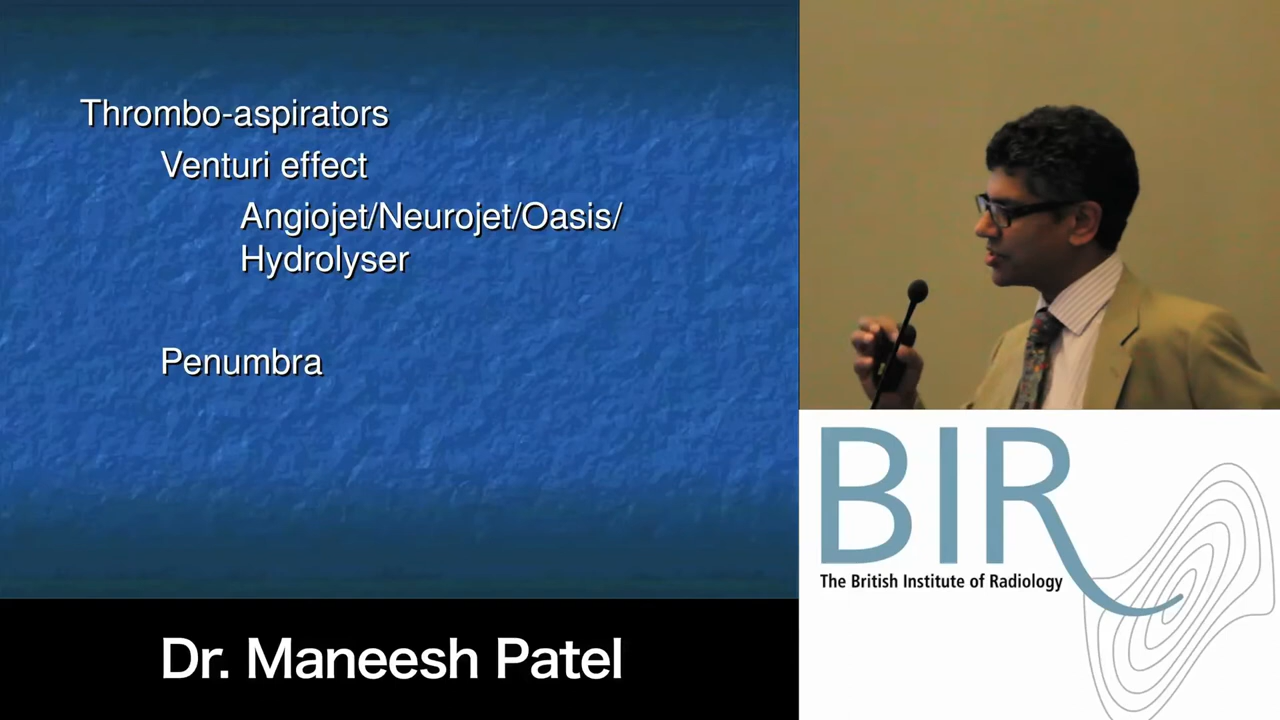 Thrombo-aspirators
Venturi effect
Angiojet/Neurojet/Oasis/
Hydrolyser
Penumbra
Dr. Maneesh Patel
BIR
The British Institute of Radiology